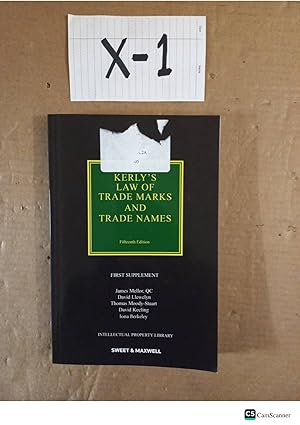 X-1
KERLY'S
LAW OF
TRADE MARKS
AND
TRADE NAMES
Fifteenth Edition
FIRST SUPPLEMENT
James Mellor, QC
David Llewelyn
Thomas Moody-Stuart
David Keeling
Iona Berkeley
INTELLECTUAL PROPERTY LIBRARY
SWEET & MAXWELL
CS CamScanner